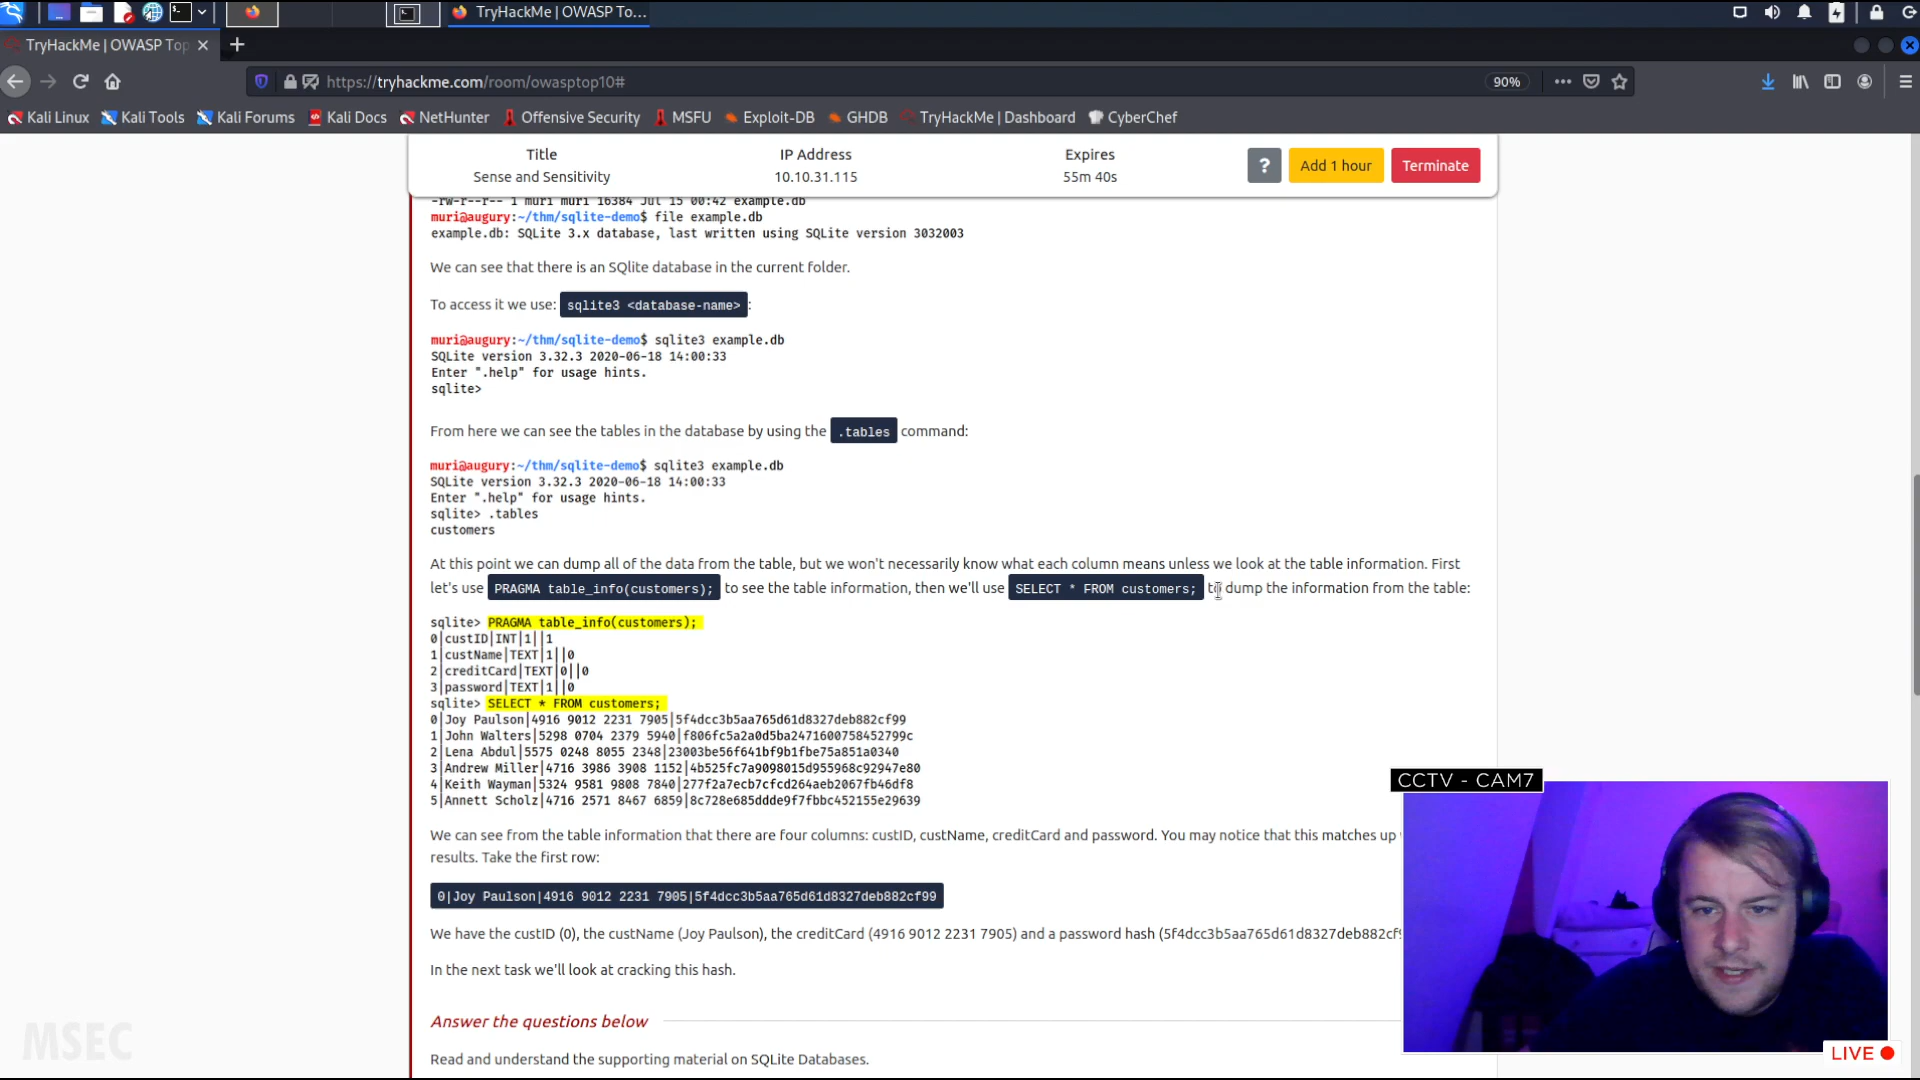 TryHackMe | OWASP To...
TryHackMe | OWASP Top
https://tryhackme.com/room/owasptop10#
90%
Kali Linux Kali Tools Kali Forums Kali Docs NetHunter Offensive Security MSFU Exploit-DB GHDB TryHackMe | Dashboard CyberChef
Title IP Address Expires
Sense and Sensitivity 10.10.31.115 55m 40s
? Add 1 hour Terminate
-rw-r--r-- 1 muri muri 16384 Jul 15 00:42 example.db
muri@augury:~/thm/sqlite-demo$ file example.db
example.db: SQLite 3.x database, last written using SQLite version 3032003
We can see that there is an SQlite database in the current folder.
To access it we use: sqlite3 <database-name>:
muri@augury:~/thm/sqlite-demo$ sqlite3 example.db
SQLite version 3.32.3 2020-06-18 14:00:33
Enter ".help" for usage hints.
sqlite>
From here we can see the tables in the database by using the .tables command:
muri@augury:~/thm/sqlite-demo$ sqlite3 example.db
SQLite version 3.32.3 2020-06-18 14:00:33
Enter ".help" for usage hints.
sqlite> .tables
customers
At this point we can dump all of the data from the table, but we won't necessarily know what each column means unless we look at the table information. First
let's use PRAGMA table_info(customers); to see the table information, then we'll use SELECT * FROM customers; to dump the information from the table:
sqlite> PRAGMA table_info(customers);
0|custID|INT|1||1
1|custName|TEXT|1||0
2|creditCard|TEXT|0||0
3|password|TEXT|1||0
sqlite> SELECT * FROM customers;
0|Joy Paulson|4916 9012 2231 7905|5f4dcc3b5aa765d61d8327deb882cf99
1|John Walters|5298 0704 2379 5940|f806fc5a2a0d5ba2471600758452799c
2|Lena Abdul|5575 0248 8055 2348|23003be56f641bf9b1fbe75a851a0340
3|Andrew Miller|4716 3986 3908 1152|4b525fc7a9098015d955968c92947e80
4|Keith Wayman|5324 9581 9808 7840|277f2a7ecb7cfcd264aeb2067fb46df8
5|Annett Scholz|4716 2571 8467 6859|8c728e685ddde9f7fbbc452155e29639
We can see from the table information that there are four columns: custID, custName, creditCard and password. You may notice that this matches up
results. Take the first row:
0|Joy Paulson|4916 9012 2231 7905|5f4dcc3b5aa765d61d8327deb882cf99
We have the custID (0), the custName (Joy Paulson), the creditCard (4916 9012 2231 7905) and a password hash (5f4dcc3b5aa765d61d8327deb882cf9
In the next task we'll look at cracking this hash.
Answer the questions below
Read and understand the supporting material on SQLite Databases.
CCTV - CAM7
LIVE
MSEC